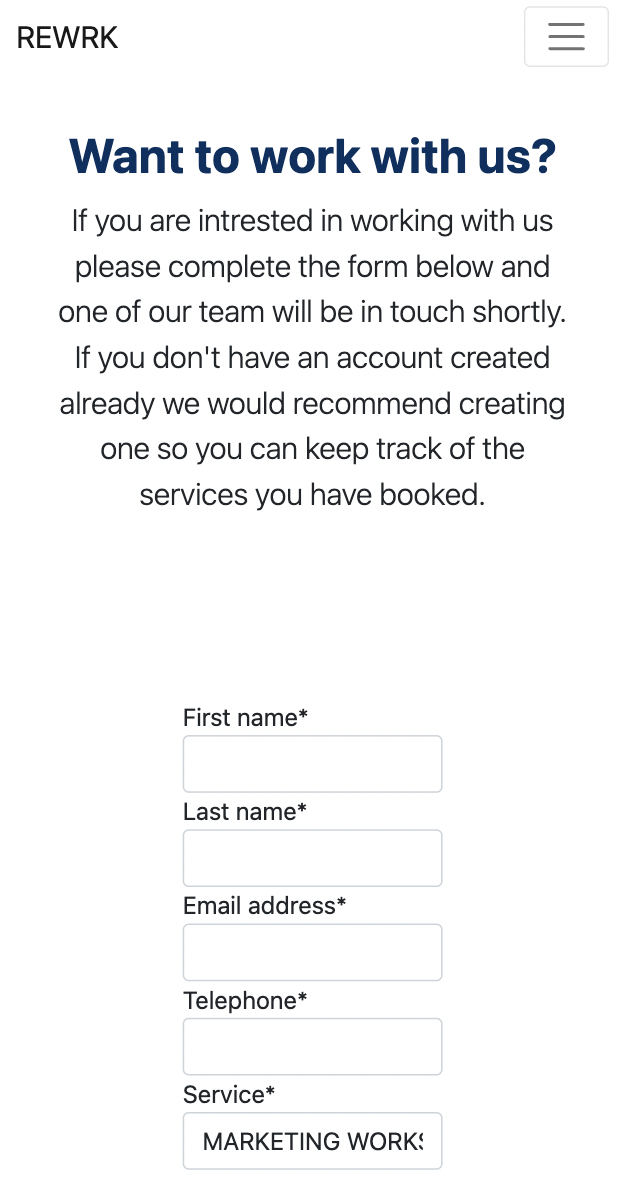 REWRK
Want to work with us?
If you are intrested in working with us
please complete the form below and
one of our team will be in touch shortly.
If you don't have an account created
already we would recommend creating
one so you can keep track of the
services you have booked.
First name*
Last name*
Email address*
Telephone*
Service*
MARKETING WORKS